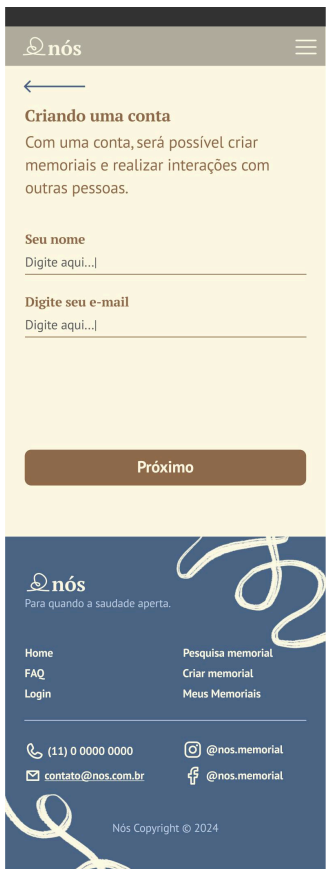 nós
Criando uma conta
Com uma conta, será possível criar
memoriais e realizar interações com
outras pessoas.
Seu nome
Digite aqui...|
Digite seu e-mail
Digite aqui...|
Próximo
nós
Para quando a saudade aperta.
Home
FAQ
Login
Pesquisa memorial
Criar memorial
Meus Memoriais
(11) 0 0000 0000
contato@nos.com.br
@nos.memorial
@nos.memorial
Nós Copyright © 2024